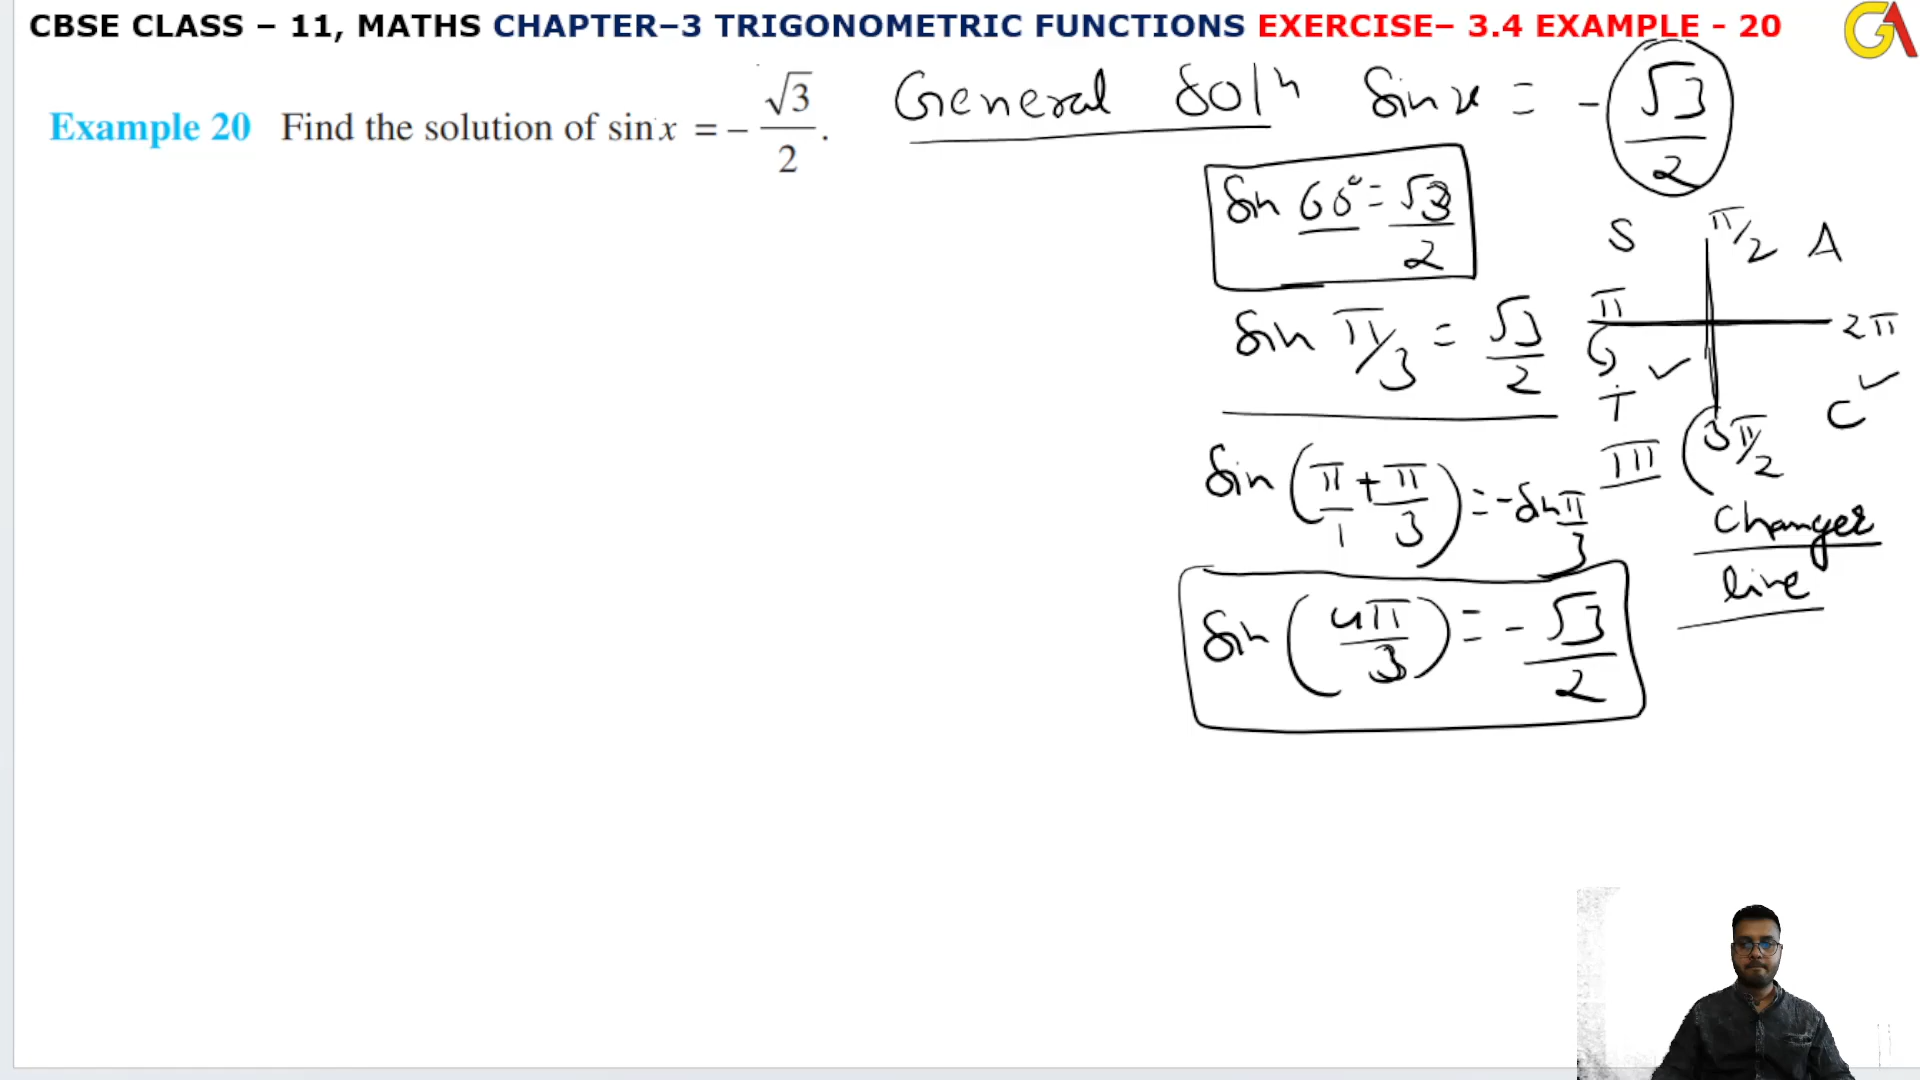 CBSE CLASS – 11, MATHS CHAPTER–3 TRIGONOMETRIC FUNCTIONS EXERCISE– 3.4 EXAMPLE - 20
GA
Example 20 Find the solution of sin x = – √3/2.
General Soln Sin x = - √3/2
Sin 60° = √3/2
S π/2 A
Sin π/3 = √3/2
π 2π
T ✓ C ✓
III 3π/2
Sin (π/1 + π/3) = - Sin π/3
Changer
line
Sin (4π/3) = - √3/2